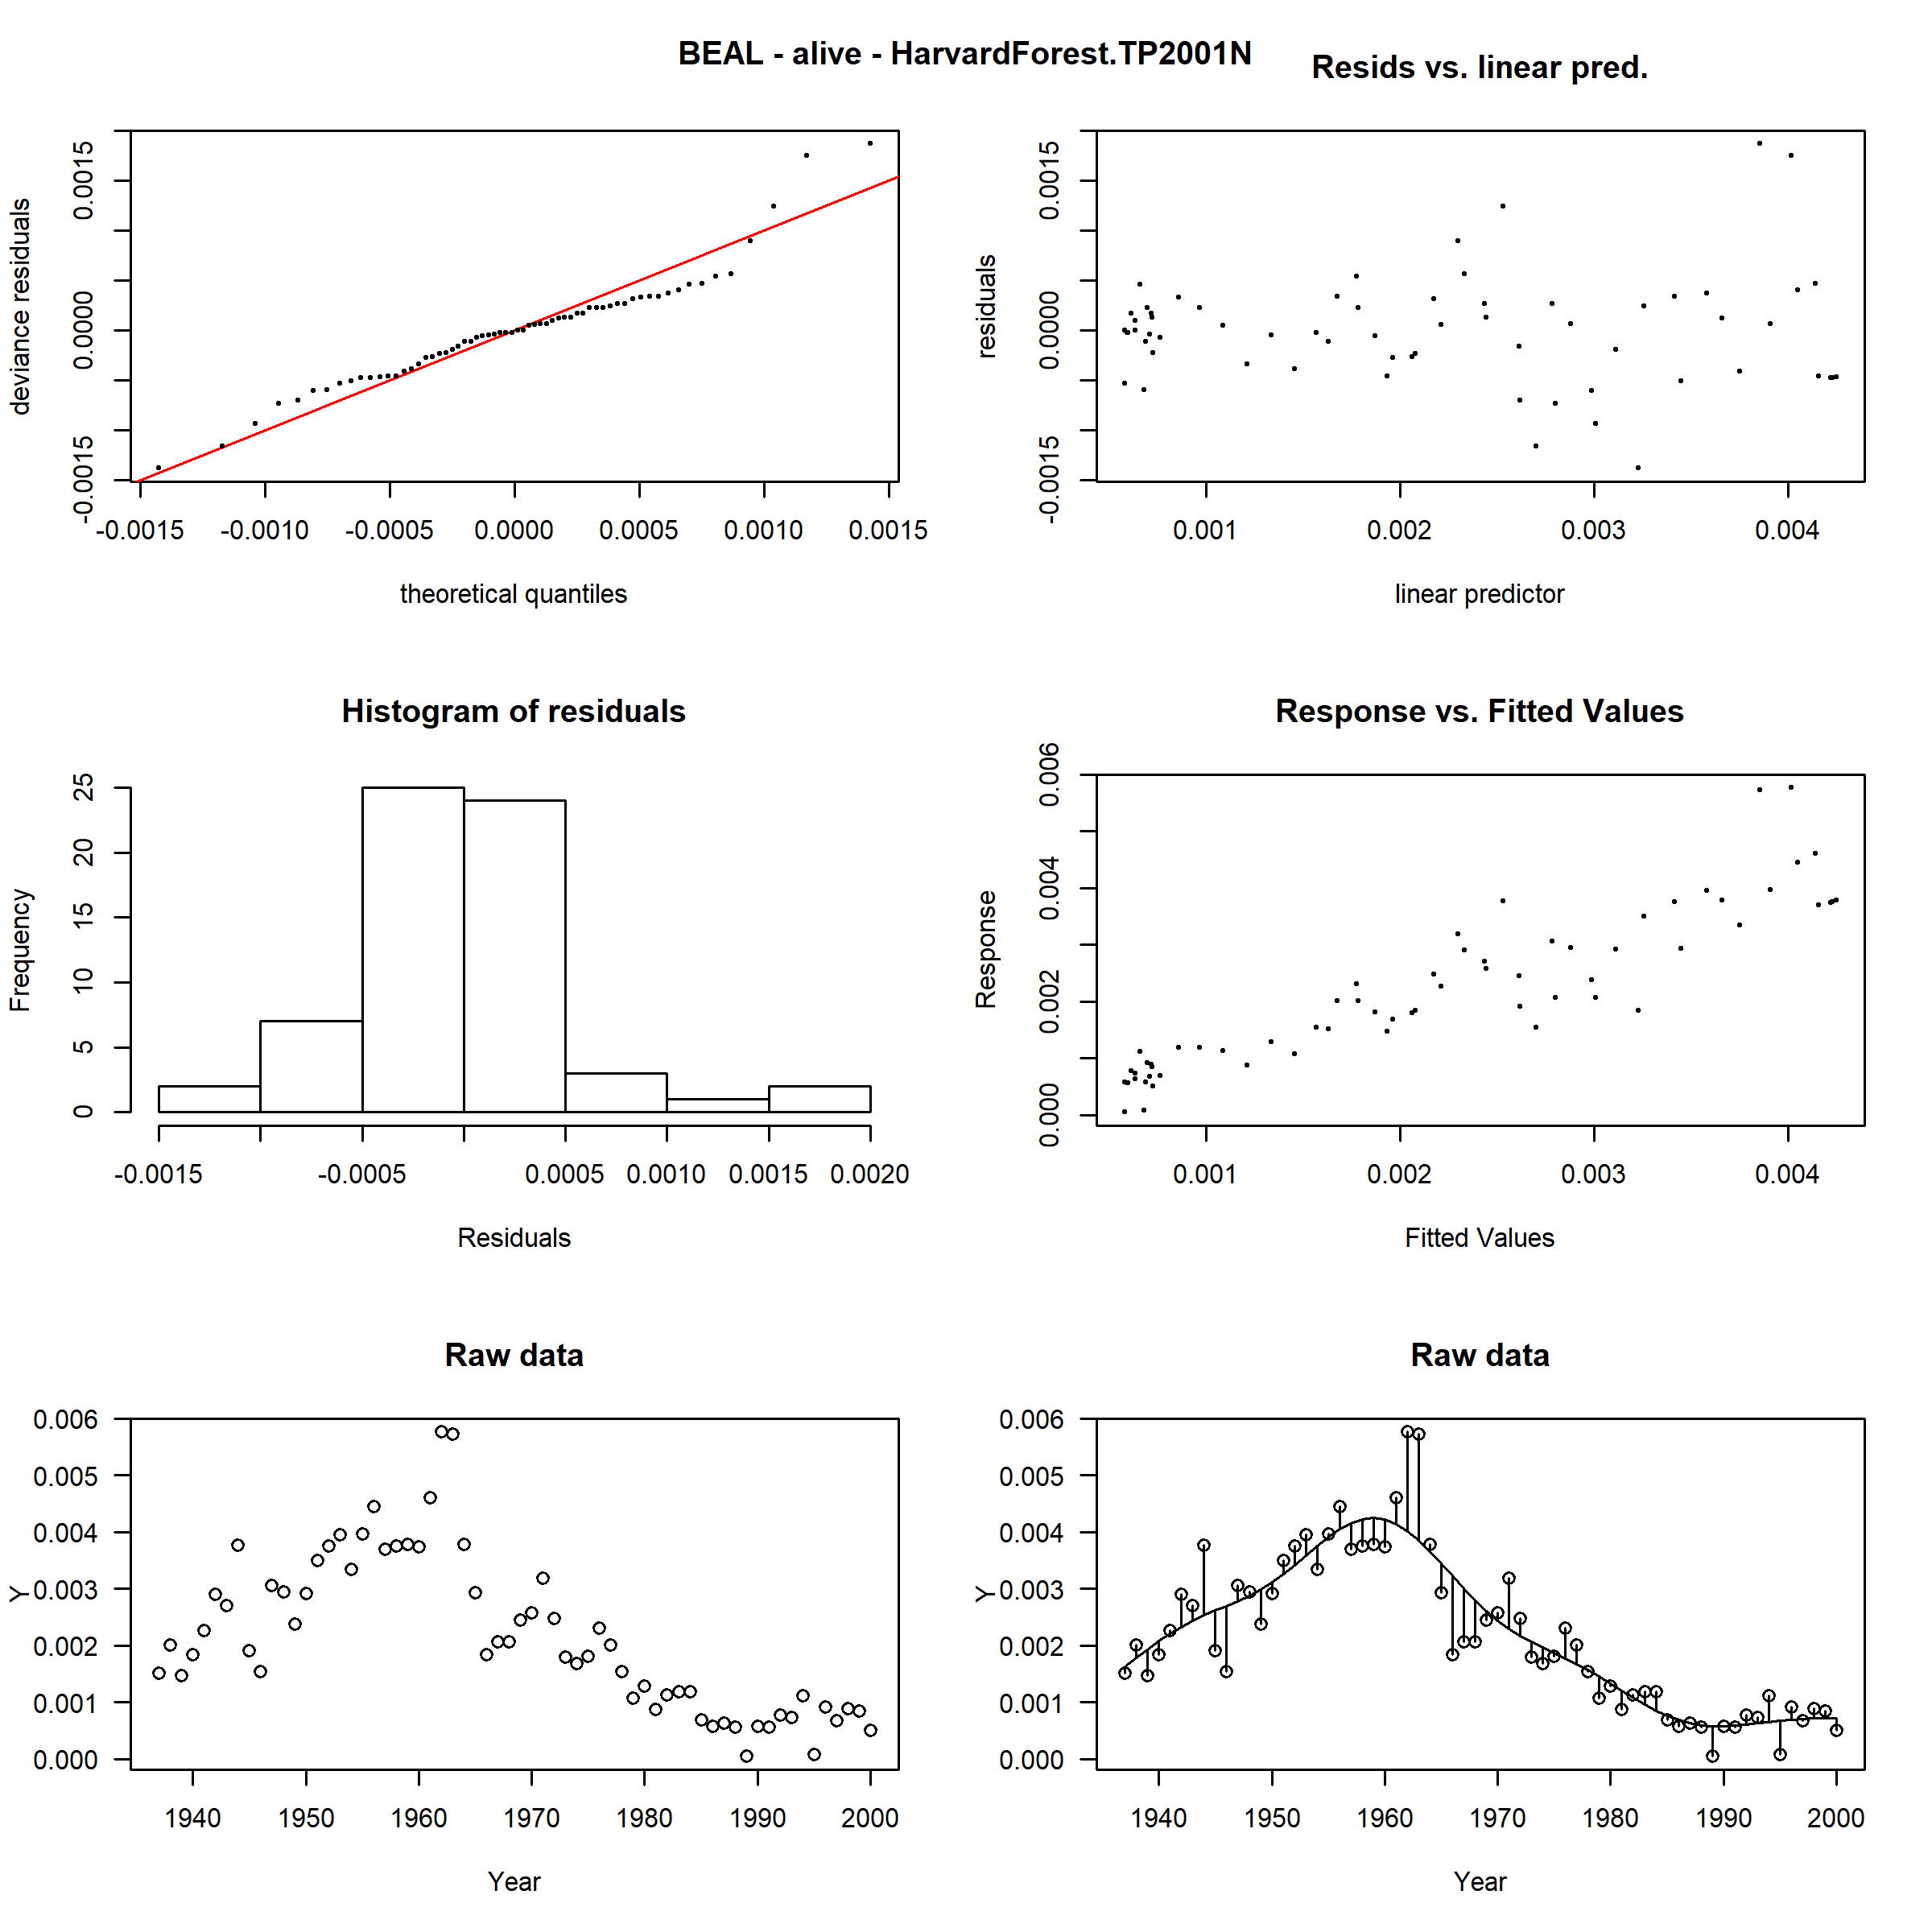 BEAL - alive - HarvardForest.TP2001N
Resids vs. linear pred.
deviance residuals
0.0015
0.0000
-0.0015
-0.0015 -0.0010 -0.0005 0.0000 0.0005 0.0010 0.0015
theoretical quantiles
residuals
0.0015
0.0000
-0.0015
0.001 0.002 0.003 0.004
linear predictor
Histogram of residuals
Frequency
25
20
15
10
5
0
-0.0015 -0.0005 0.0005 0.0010 0.0015 0.0020
Residuals
Response vs. Fitted Values
Response
0.006
0.004
0.002
0.000
0.001 0.002 0.003 0.004
Fitted Values
Raw data
Y
0.006
0.005
0.004
0.003
0.002
0.001
0.000
1940 1950 1960 1970 1980 1990 2000
Year
Raw data
Y
0.006
0.005
0.004
0.003
0.002
0.001
0.000
1940 1950 1960 1970 1980 1990 2000
Year